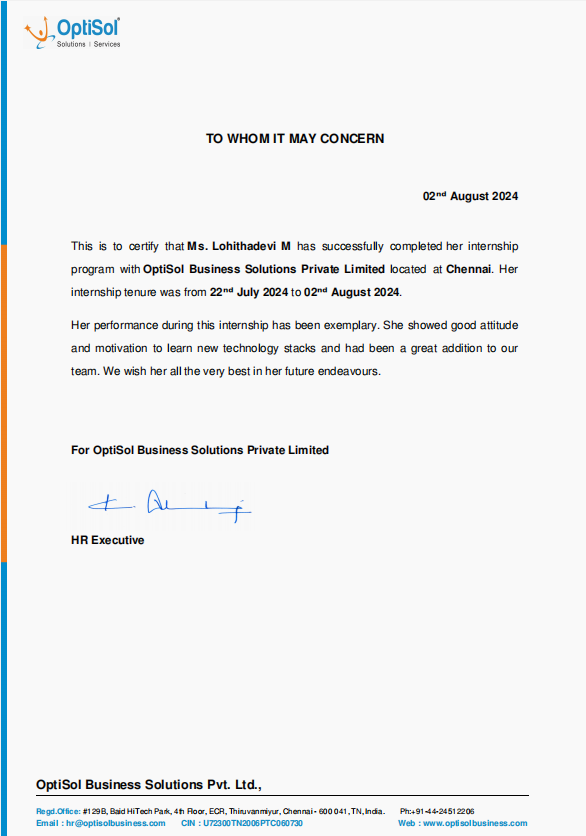 OptiSol
Solutions | Services
TO WHOM IT MAY CONCERN
02ⁿᵈ August 2024
This is to certify that Ms. Lohithadevi M has successfully completed her internship
program with OptiSol Business Solutions Private Limited located at Chennai. Her
internship tenure was from 22ⁿᵈ July 2024 to 02ⁿᵈ August 2024.
Her performance during this internship has been exemplary. She showed good attitude
and motivation to learn new technology stacks and had been a great addition to our
team. We wish her all the very best in her future endeavours.
For OptiSol Business Solutions Private Limited
HR Executive
OptiSol Business Solutions Pvt. Ltd.,
Regd.Office: #129B, Baid HiTech Park, 4th Floor, ECR, Thiruvanmiyur, Chennai - 600 041, TN, India. Ph:+91-44-24512206
Email : hr@optisolbusiness.com CIN : U72300TN2006PTC060730 Web : www.optisolbusiness.com